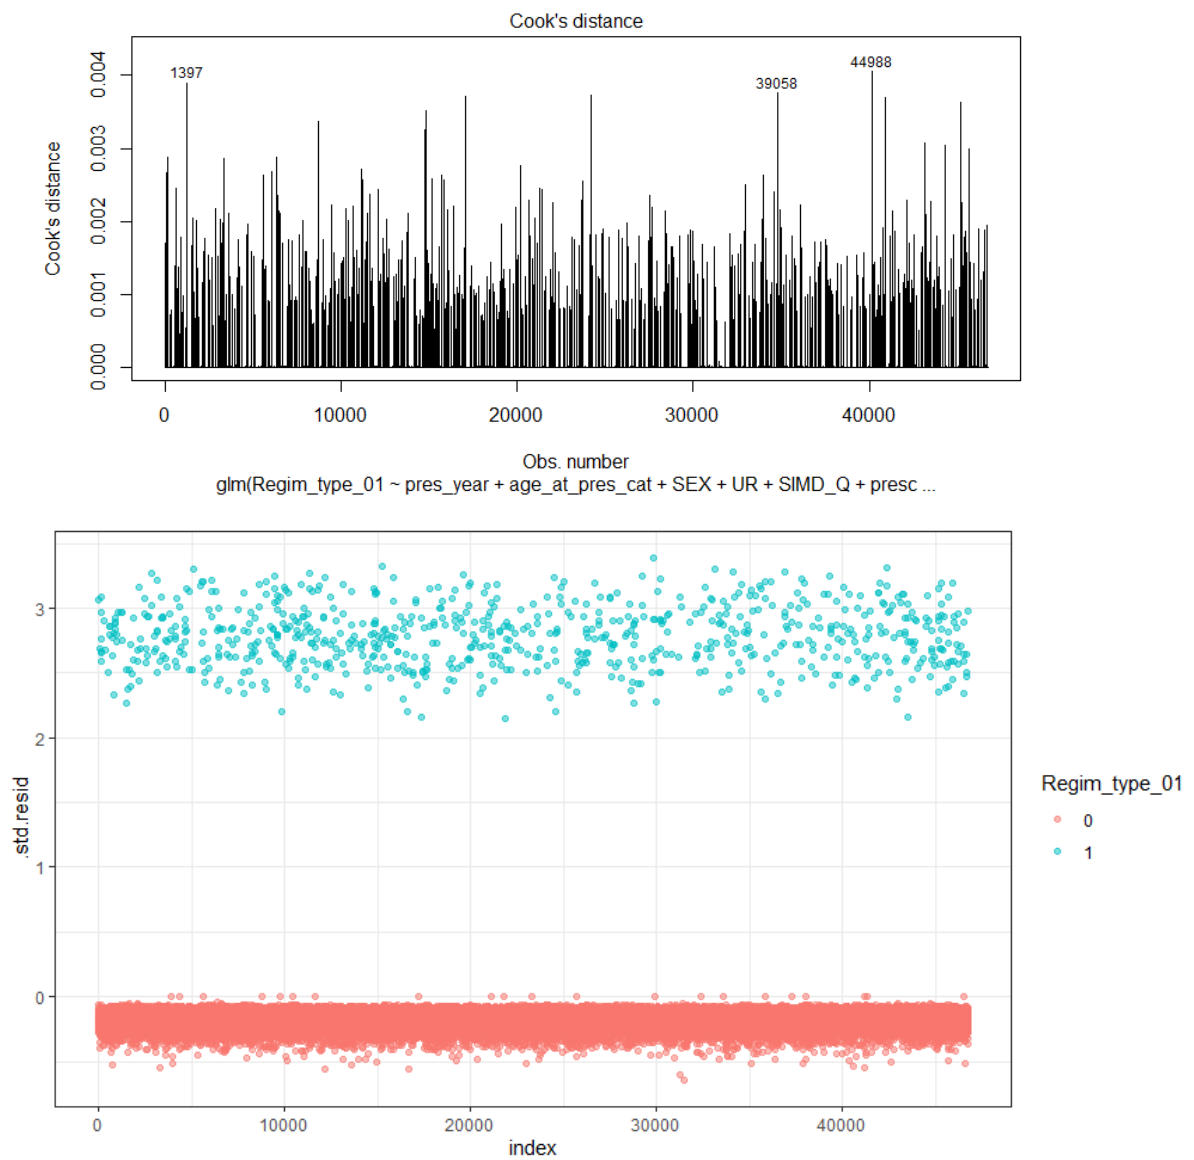 Cook's distance
Cook's distance
0.004
0.003
0.002
0.001
0.000
1397
39058
44988
0 10000 20000 30000 40000
Obs. number
glm(Regim_type_01 ~ pres_year + age_at_pres_cat + SEX + UR + SIMD_Q + presc ...
.std.resid
3
2
1
0
0 10000 20000 30000 40000
index
Regim_type_01
0
1